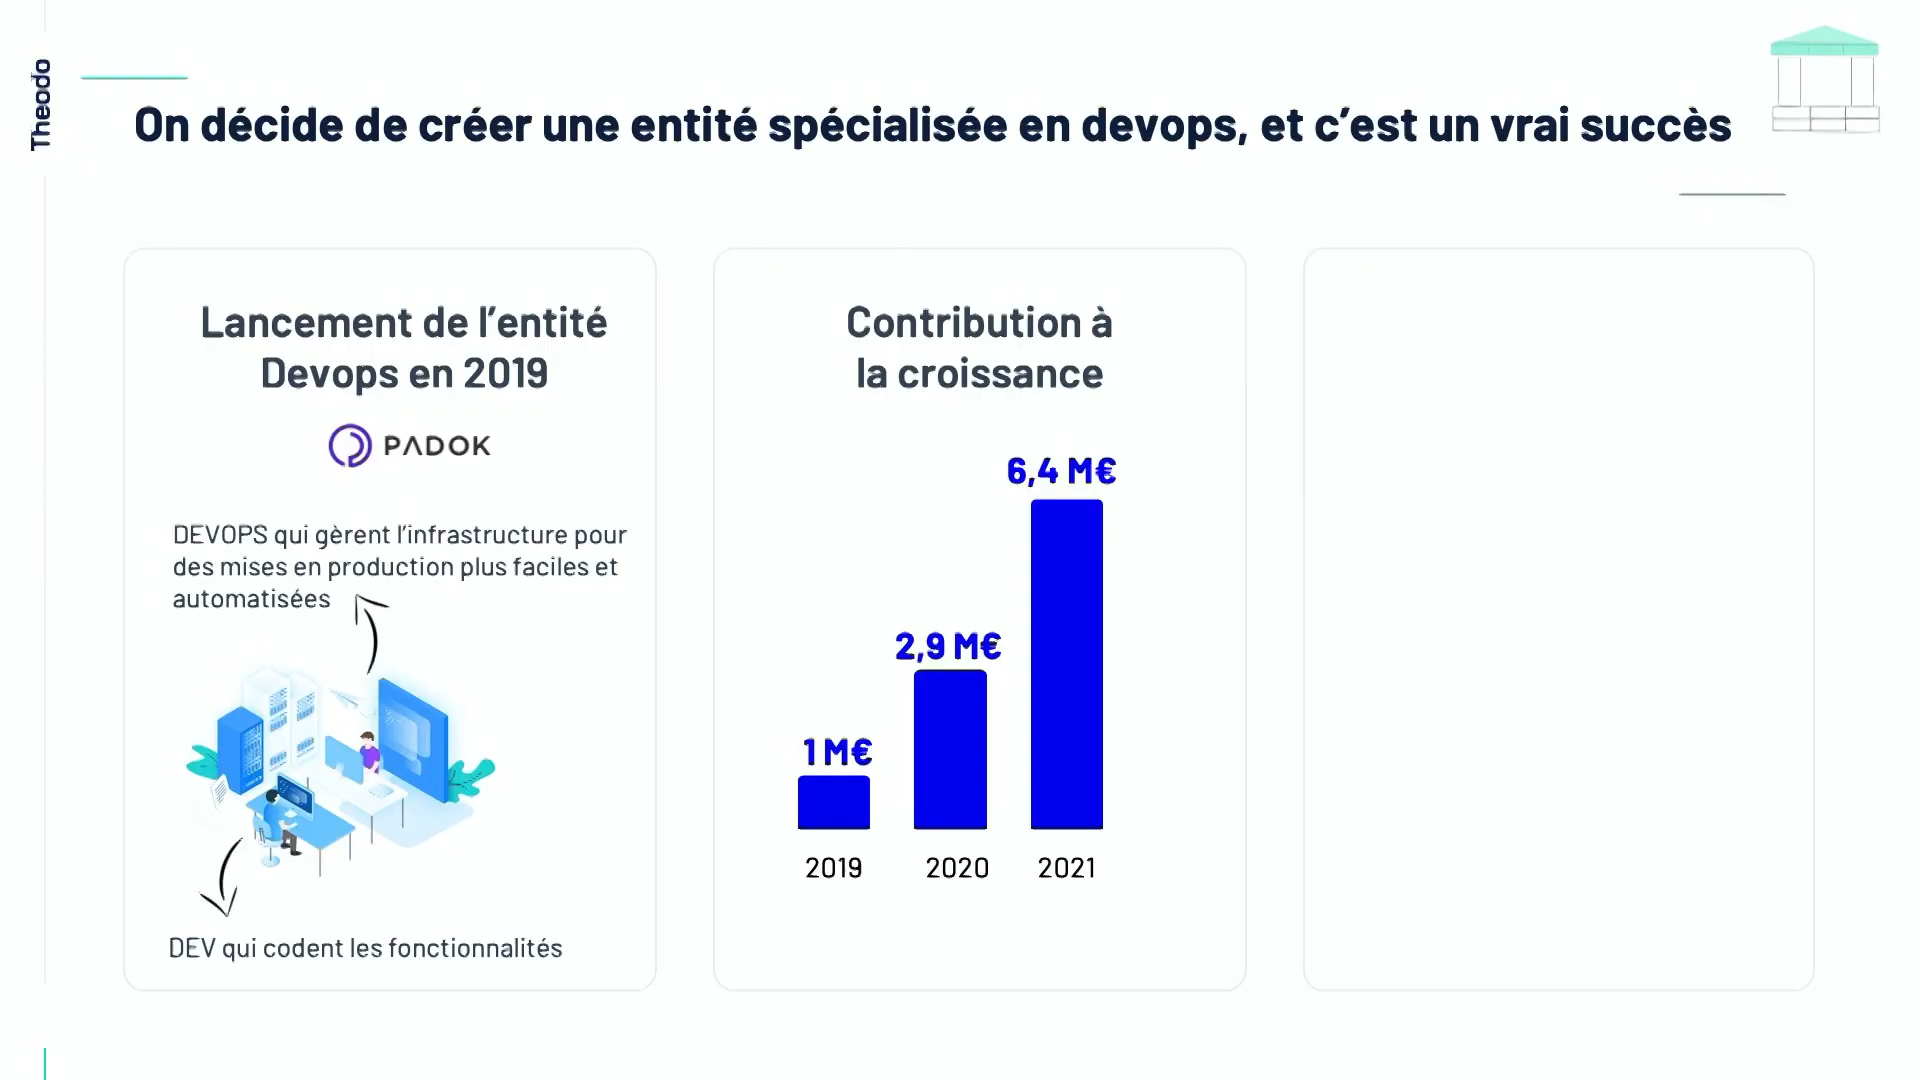 Theodo
On décide de créer une entité spécialisée en devops, et c’est un vrai succès
Lancement de l’entité
Devops en 2019
PADOK
DEVOPS qui gèrent l’infrastructure pour
des mises en production plus faciles et
automatisées
DEV qui codent les fonctionnalités
Contribution à
la croissance
6,4 M€
2,9 M€
1 M€
2019
2020
2021